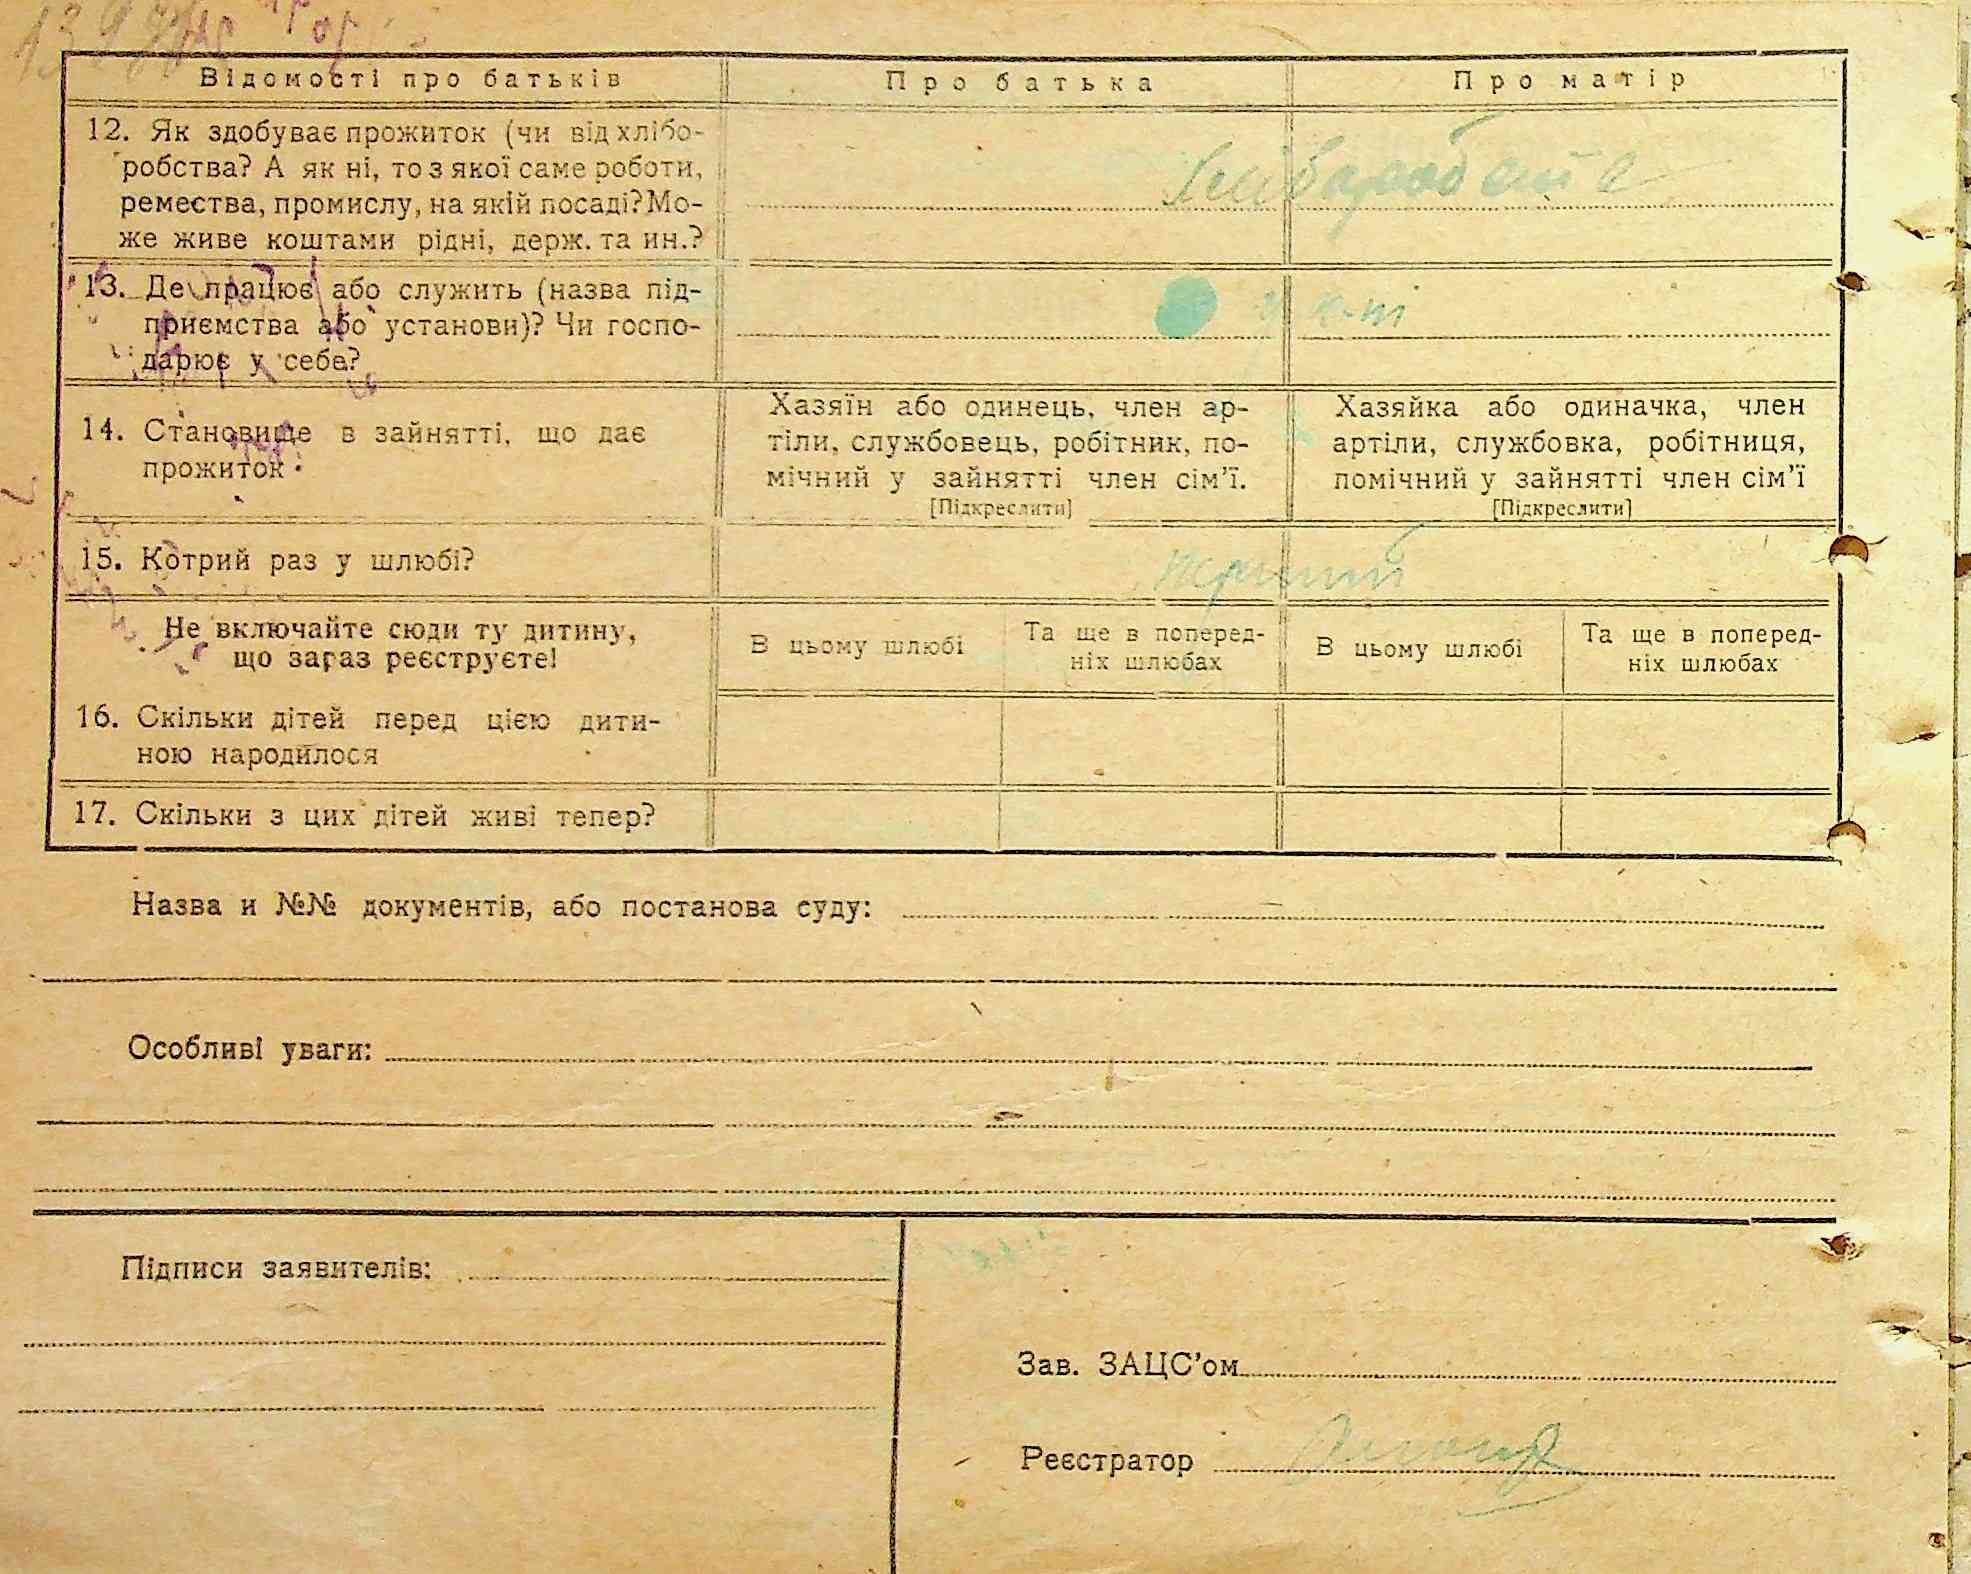 Відомості про батьків
Про батька
Про матір
12. Як здобуває прожиток (чи від хлібо-
робства? А як ні, то з якої саме роботи,
ремества, промислу, на якій посаді? Мо-
же живе коштами рідні, держ. та ин.?
13. Де працює або служить (назва під-
приємства або установи)? Чи госпо-
дарює у себе?
14. Становище в зайнятті, що дає
прожиток
Хазяїн або одинець, член ар-
тіли, службовець, робітник, по-
мічний у зайнятті член сім’ї.
[Підкреслити]
Хазяйка або одиначка, член
артіли, службовка, робітниця,
помічний у зайнятті член сім’ї
[Підкреслити]
15. Котрий раз у шлюбі?
Не включайте сюди ту дитину,
що зараз реєструєте!
В цьому шлюбі
Та ще в поперед-
ніх шлюбах
В цьому шлюбі
Та ще в поперед-
ніх шлюбах
16. Скільки дітей перед цією дити-
ною народилося
17. Скільки з цих дітей живі тепер?
Назва и №№ документів, або постанова суду:
Особливі уваги:
Підписи заявителів:
Зав. ЗАЦС’ом
Реєстратор